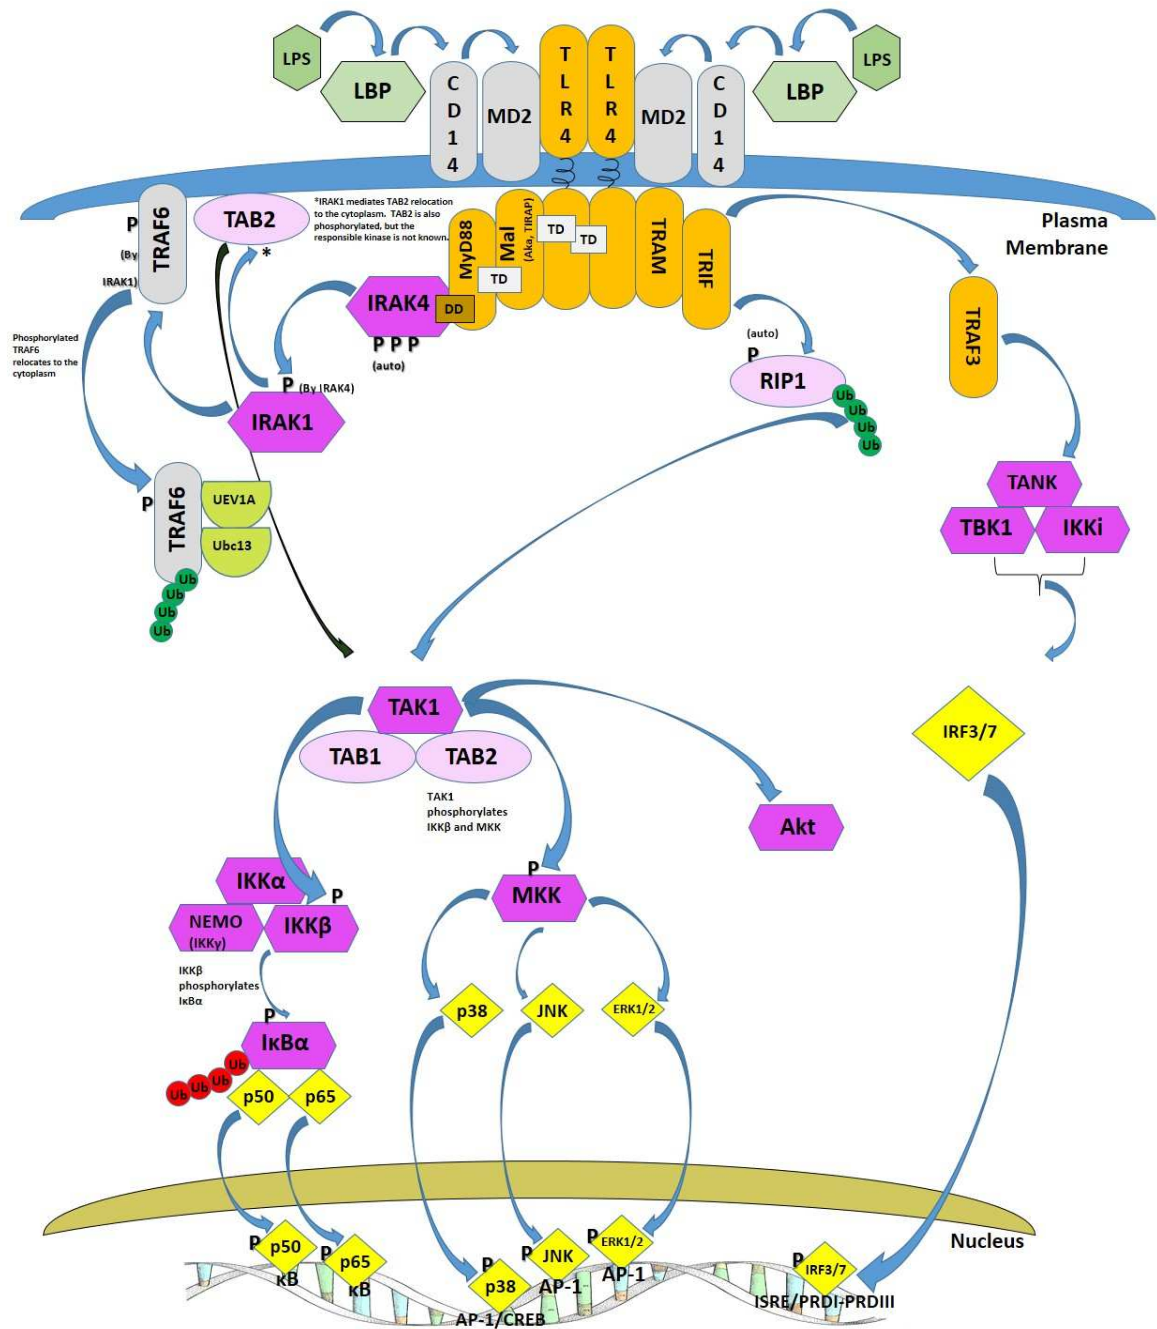 LPS
LBP
CD14
MD2
TLR4
TLR4
MD2
CD14
LBP
LPS
Plasma
Membrane
TRAF6
P
(By
IRAK1)
TAB2
*
*IRAK1 mediates TAB2 relocation
to the cytoplasm. TAB2 is also
phosphorylated, but the
responsible kinase is not known.
MyD88
Mal
(Aka, TIRAP)
TD
TD
TD
DD
TRAM
TRIF
IRAK4
P P P
(auto)
P (By IRAK4)
IRAK1
Phosphorylated
TRAF6
relocates to the
cytoplasm
(auto)
P
RIP1
Ub
Ub
Ub
Ub
TRAF3
TANK
TBK1
IKKi
P
TRAF6
UEV1A
Ubc13
Ub
Ub
Ub
Ub
TAK1
TAB1
TAB2
TAK1
phosphorylates
IKKβ and MKK
Akt
IRF3/7
IKKα
P
NEMO
(IKKγ)
IKKβ
IKKβ
phosphorylates
IκBα
P
MKK
p38
JNK
ERK1/2
P
IκBα
Ub
Ub
Ub
Ub
p50
p65
Nucleus
P
p50
κB
P
p65
κB
P
p38
AP-1/CREB
P
JNK
AP-1
P
ERK1/2
AP-1
P
IRF3/7
ISRE/PRDI-PRDIII